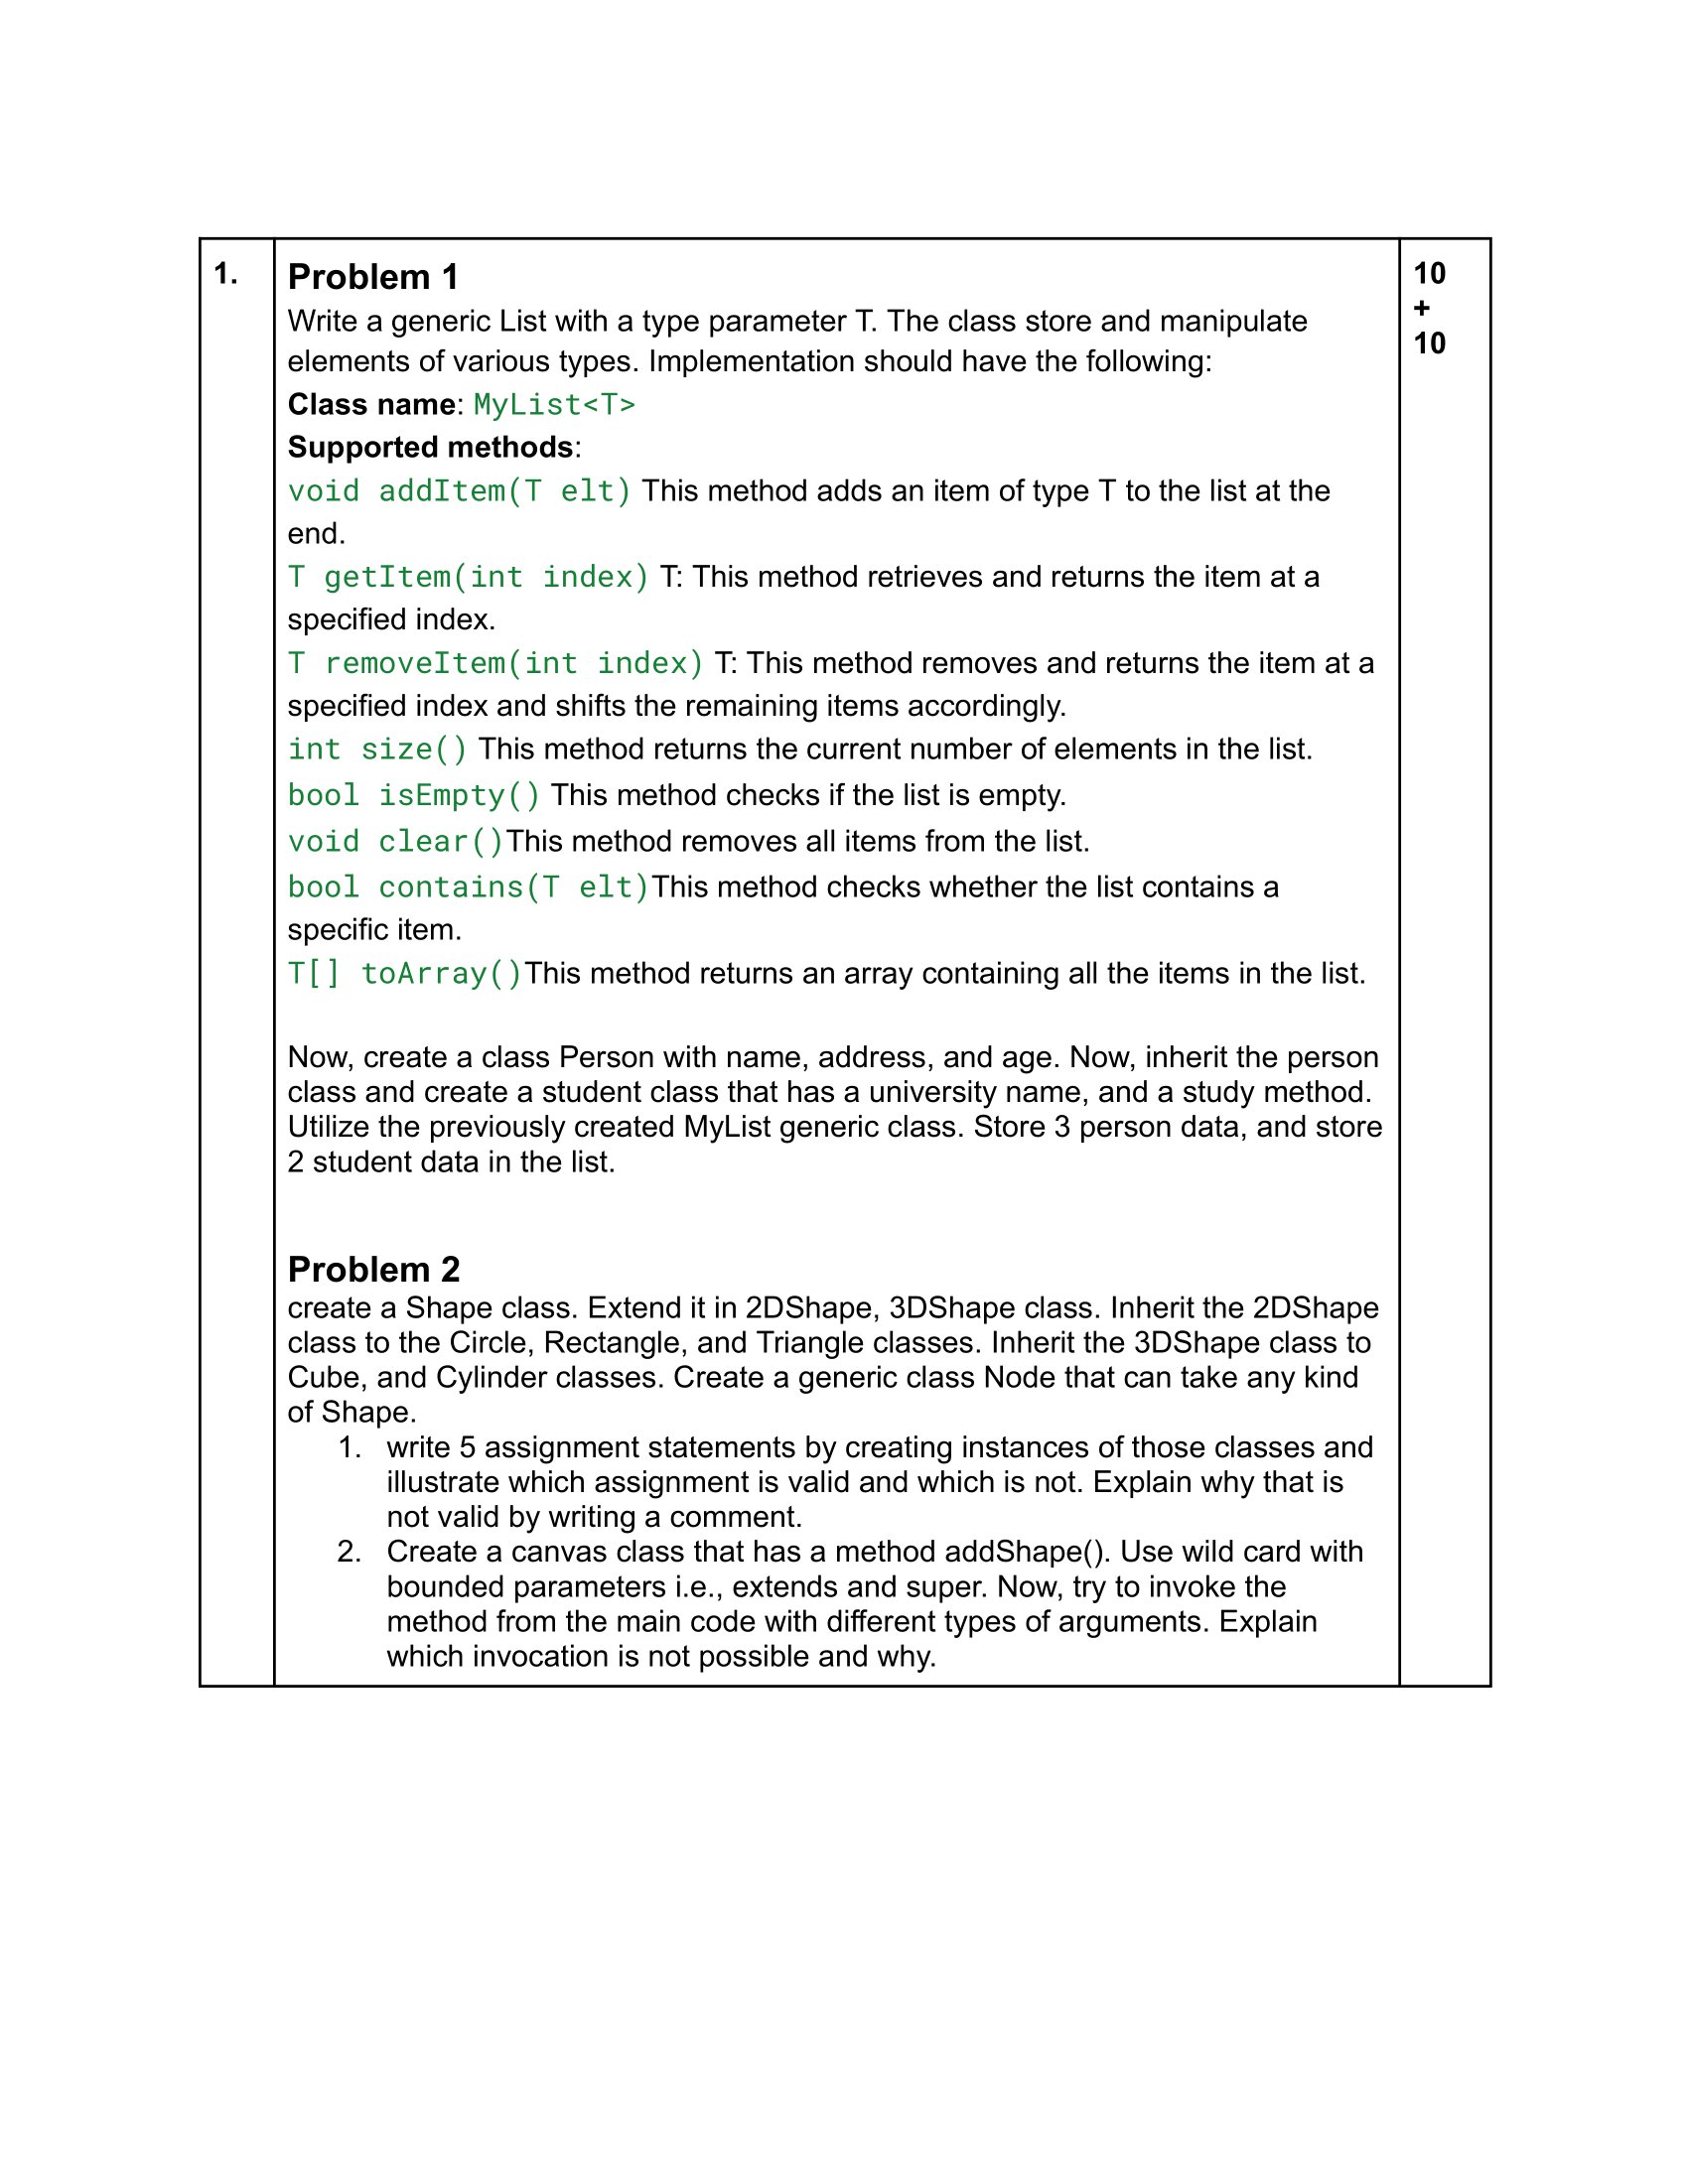 1.
Problem 1
Write a generic List with a type parameter T. The class store and manipulate
elements of various types. Implementation should have the following:
Class name: MyList<T>
Supported methods:
void addItem(T elt) This method adds an item of type T to the list at the
end.
T getItem(int index) T: This method retrieves and returns the item at a
specified index.
T removeItem(int index) T: This method removes and returns the item at a
specified index and shifts the remaining items accordingly.
int size() This method returns the current number of elements in the list.
bool isEmpty() This method checks if the list is empty.
void clear()This method removes all items from the list.
bool contains(T elt)This method checks whether the list contains a
specific item.
T[] toArray()This method returns an array containing all the items in the list.
Now, create a class Person with name, address, and age. Now, inherit the person
class and create a student class that has a university name, and a study method.
Utilize the previously created MyList generic class. Store 3 person data, and store
2 student data in the list.
Problem 2
create a Shape class. Extend it in 2DShape, 3DShape class. Inherit the 2DShape
class to the Circle, Rectangle, and Triangle classes. Inherit the 3DShape class to
Cube, and Cylinder classes. Create a generic class Node that can take any kind
of Shape.
1. write 5 assignment statements by creating instances of those classes and
illustrate which assignment is valid and which is not. Explain why that is
not valid by writing a comment.
2. Create a canvas class that has a method addShape(). Use wild card with
bounded parameters i.e., extends and super. Now, try to invoke the
method from the main code with different types of arguments. Explain
which invocation is not possible and why.
10
+
10